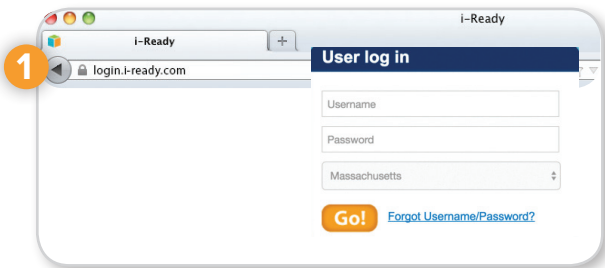 i-Ready
i-Ready
+
1
login.i-ready.com
User log in
Username
Password
Massachusetts
Go!
Forgot Username/Password?